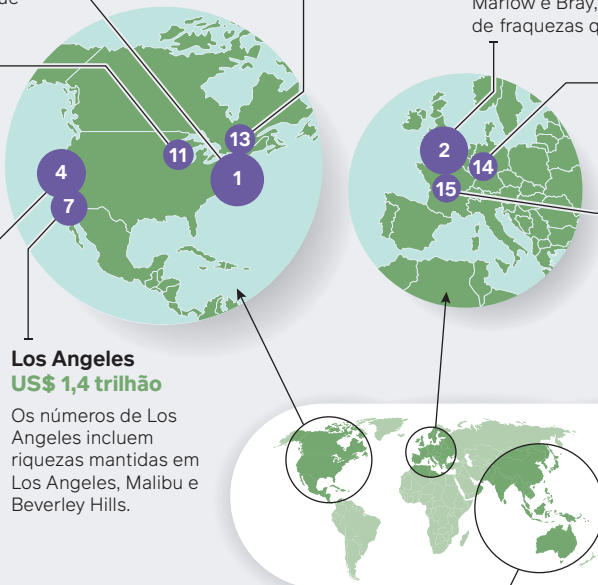 ue
Marlow e Bray,
de fraquezas q
13
11
1
4
7
2
14
15
Los Angeles
US$ 1,4 trilhão
Os números de Los
Angeles incluem
riquezas mantidas em
Los Angeles, Malibu e
Beverley Hills.